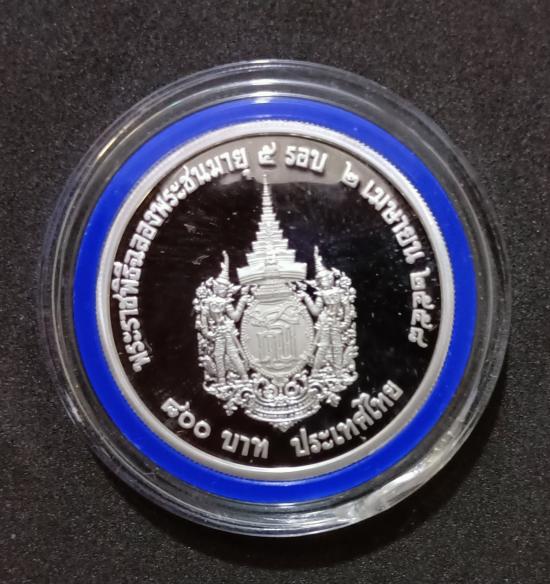 พระราชพิธีฉลองพระชนมายุ ๕ รอบ ๒ เมษายน ๒๕๕๘
๘๐๐ บาท ประเทศไทย